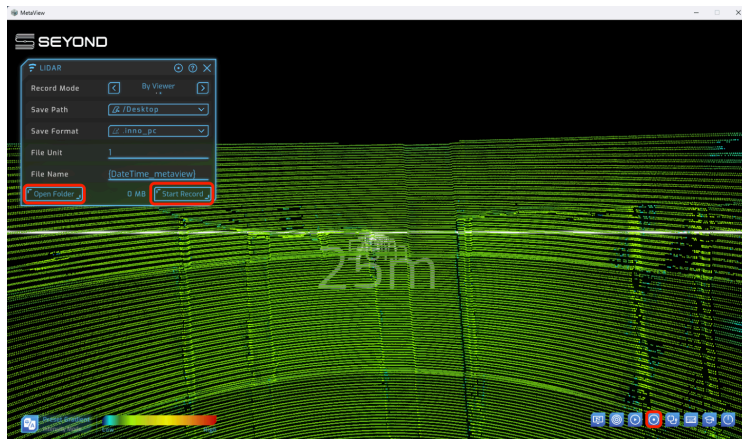 MetaView
SEYOND
LIDAR
Record Mode
By Viewer
Save Path
/Desktop
Save Format
.inno_pc
File Unit
1
File Name
{DateTime_metaview}
Open Folder
0 MB
Start Record
25m